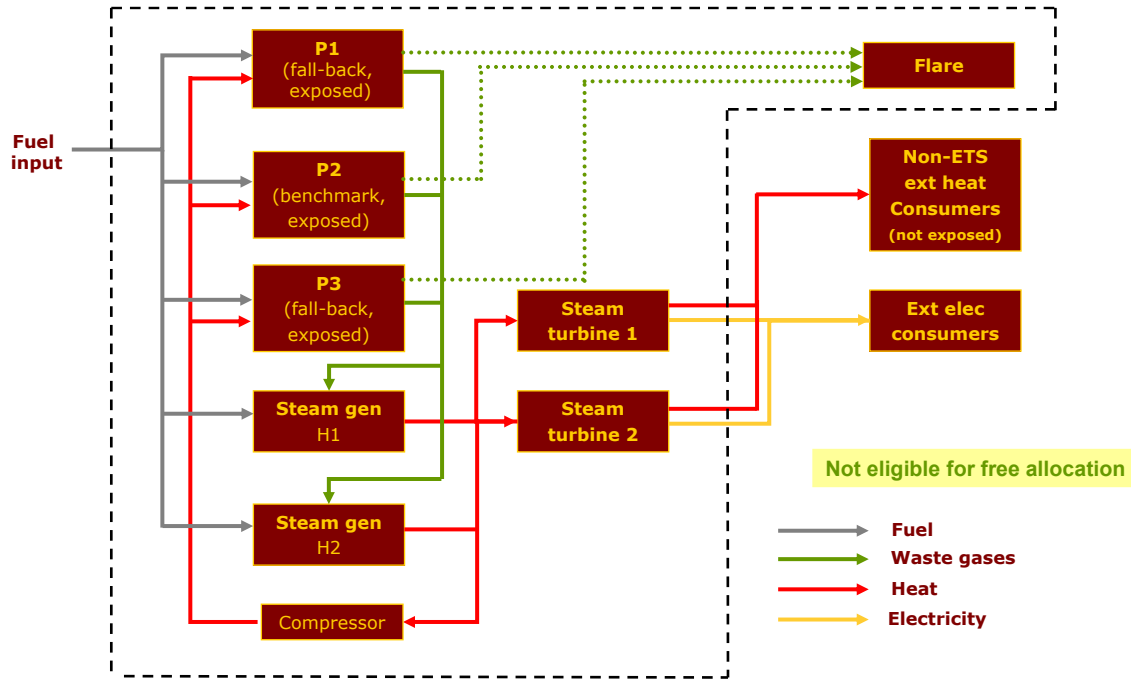 P1
(fall-back,
exposed)
Flare
Fuel
input
Non-ETS
ext heat
Consumers
(not exposed)
P2
(benchmark,
exposed)
P3
(fall-back,
exposed)
Steam
turbine 1
Ext elec
consumers
Steam gen
H1
Steam
turbine 2
Not eligible for free allocation
Steam gen
H2
Fuel
Waste gases
Heat
Electricity
Compressor